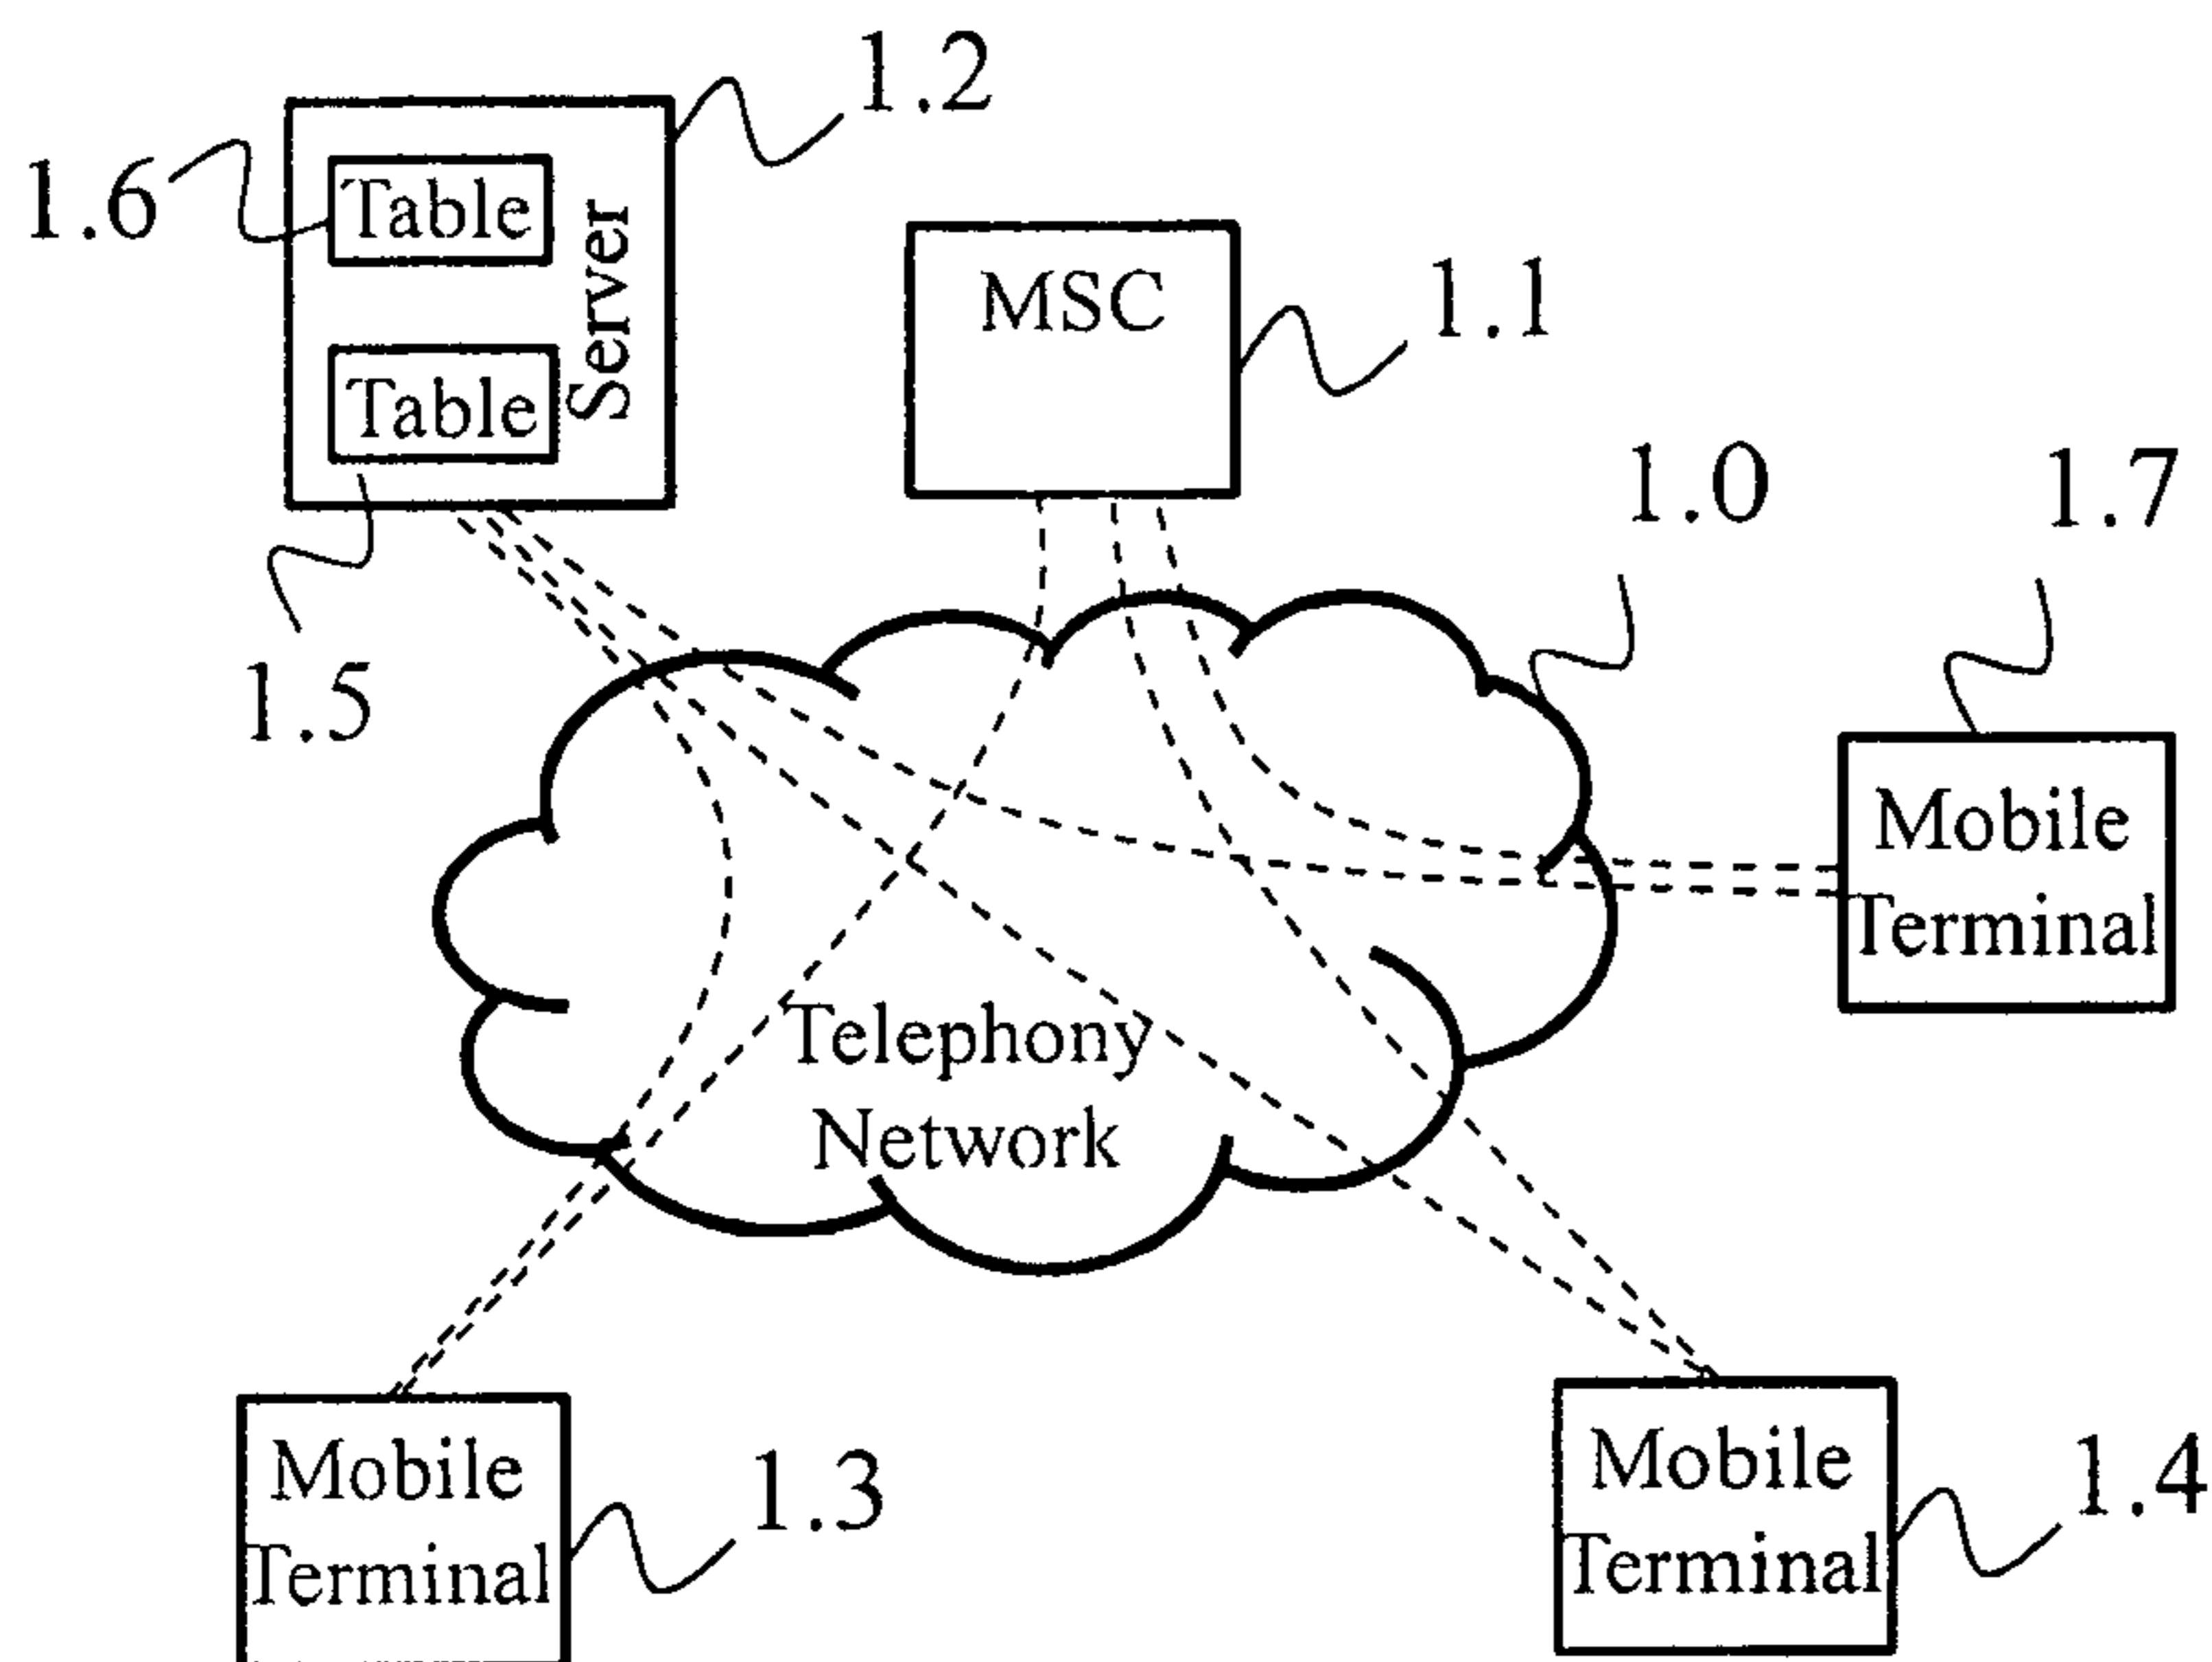 1.2
1.6
Table
Server
Table
MSC
1.1
1.0
1.7
1.5
Mobile
Terminal
Telephony
Network
Mobile
Terminal
1.3
Mobile
Terminal
1.4